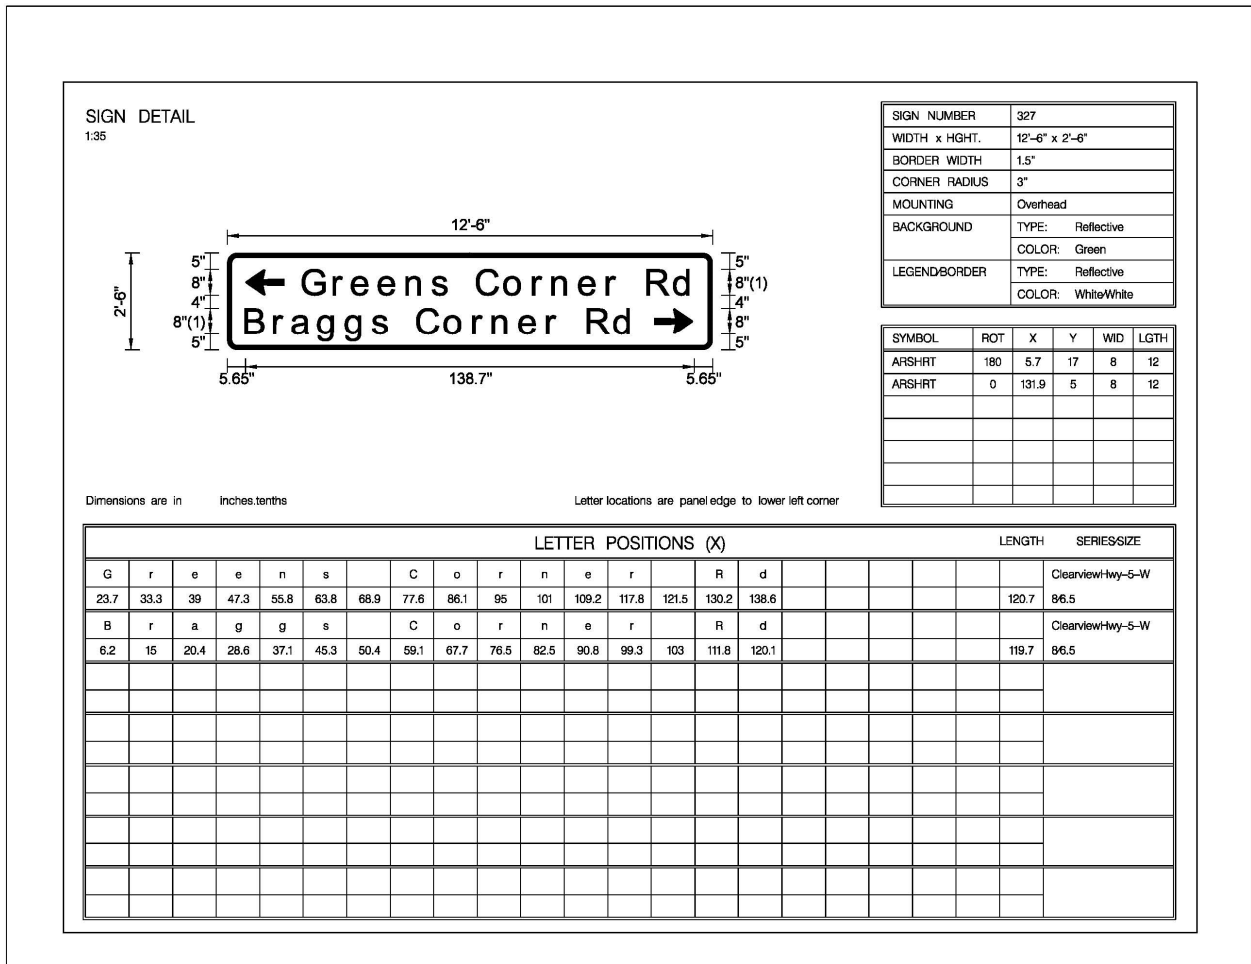 SIGN DETAIL
1:35
12'-6"
2'-6"
5"
8"
4"
8"(1)
5"
← Greens Corner Rd
Braggs Corner Rd →
5"
8"(1)
4"
8"
5"
5.65" 138.7" 5.65"
Dimensions are in inches.tenths
Letter locations are panel edge to lower left corner
SIGN NUMBER 327
WIDTH x HGHT. 12'-6" x 2'-6"
BORDER WIDTH 1.5"
CORNER RADIUS 3"
MOUNTING Overhead
BACKGROUND TYPE: Reflective
COLOR: Green
LEGEND/BORDER TYPE: Reflective
COLOR: White/White
SYMBOL ROT X Y WID LGTH
ARSHRT 180 5.7 17 8 12
ARSHRT 0 131.9 5 8 12
LETTER POSITIONS (X) LENGTH SERIES/SIZE
G r e e n s C o r n e r R d ClearviewHwy-5-W
23.7 33.3 39 47.3 55.8 63.8 68.9 77.6 86.1 95 101 109.2 117.8 121.5 130.2 138.6 120.7 8/6.5
B r a g g s C o r n e r R d ClearviewHwy-5-W
6.2 15 20.4 28.6 37.1 45.3 50.4 59.1 67.7 76.5 82.5 90.8 99.3 103 111.8 120.1 119.7 8/6.5